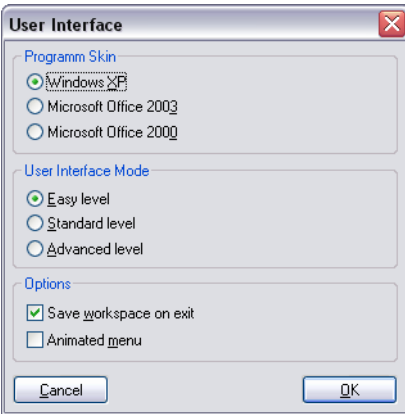 User Interface
Programm Skin
Windows XP
Microsoft Office 2003
Microsoft Office 2000
User Interface Mode
Easy level
Standard level
Advanced level
Options
Save workspace on exit
Animated menu
Cancel OK